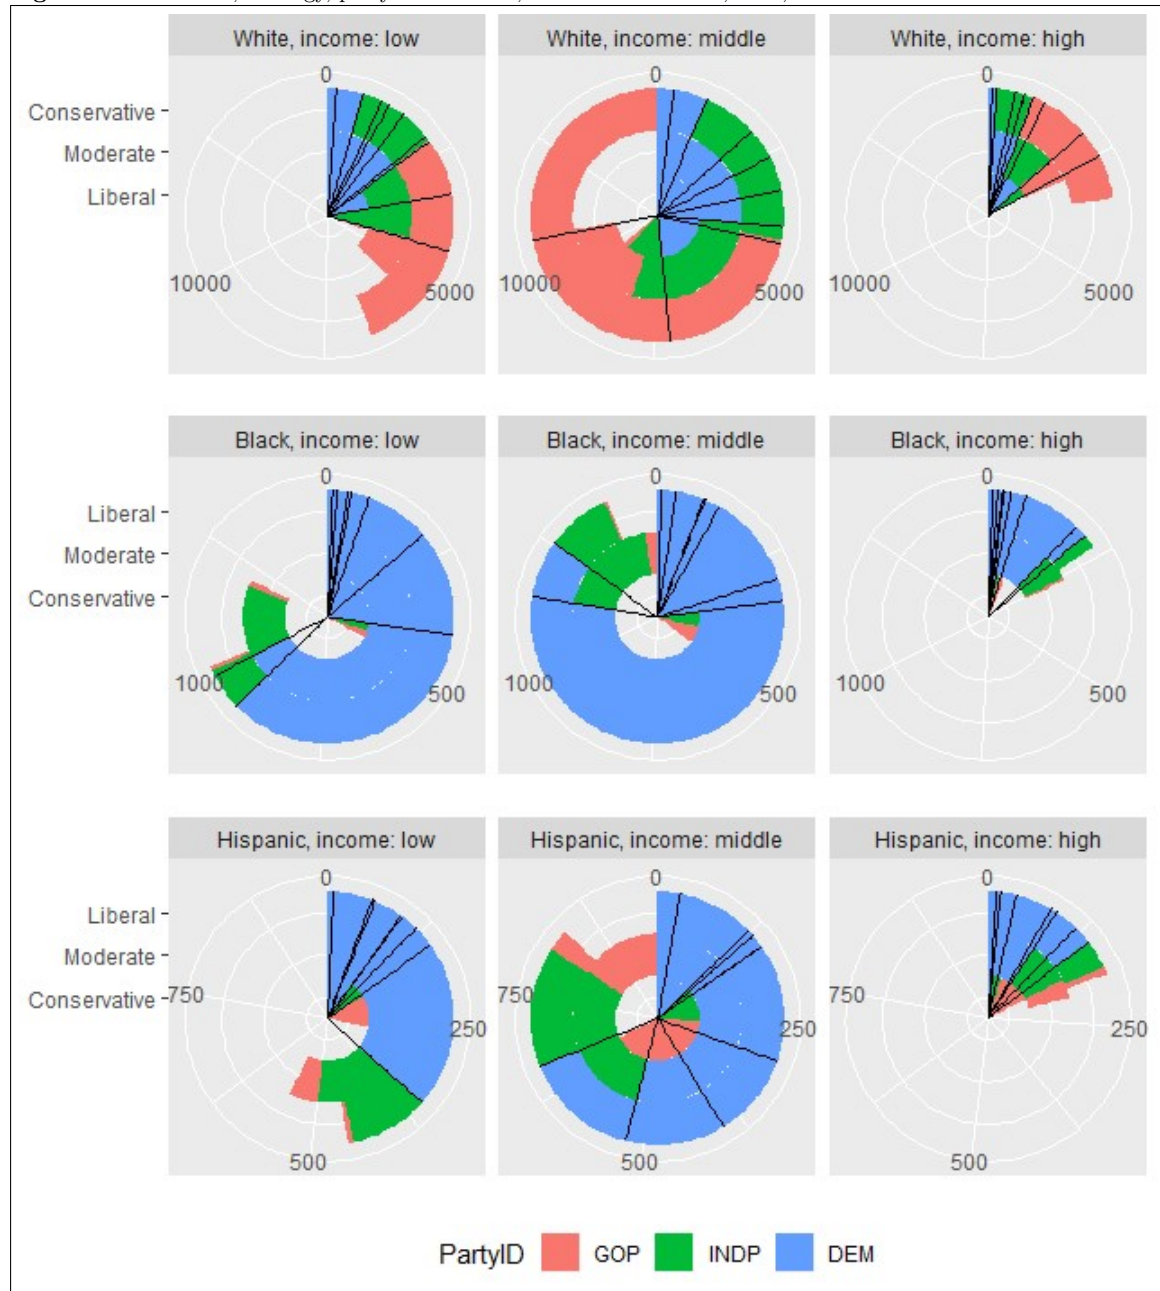 White, income: low
White, income: middle
White, income: high
0
0
0
Conservative
Moderate
Liberal
10000
5000
10000
5000
10000
5000
Black, income: low
Black, income: middle
Black, income: high
0
0
0
Liberal
Moderate
Conservative
1000
500
1000
500
1000
500
Hispanic, income: low
Hispanic, income: middle
Hispanic, income: high
0
0
0
Liberal
Moderate
Conservative
750
250
750
250
750
250
500
500
500
PartyID
GOP
INDP
DEM